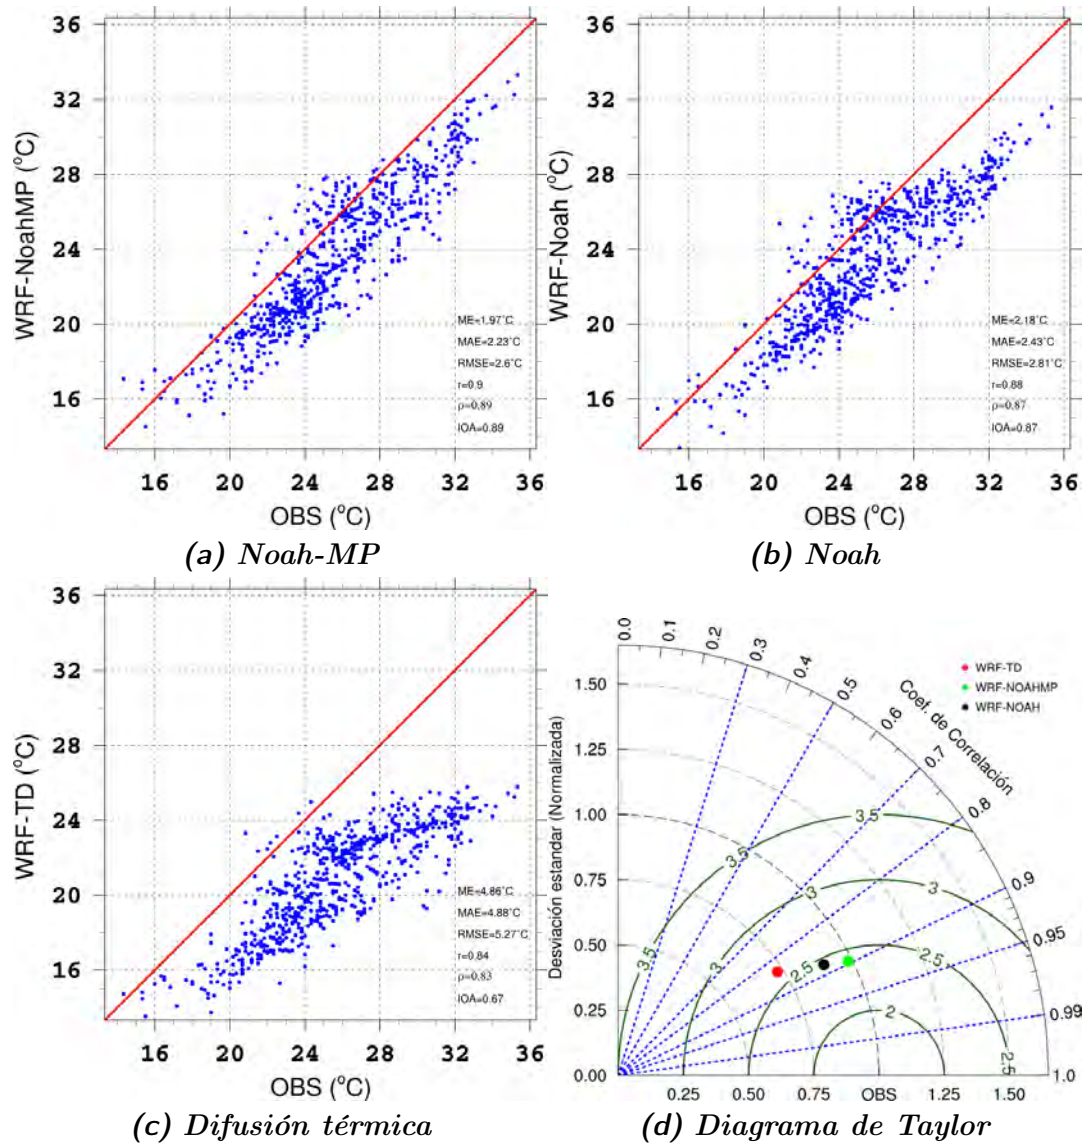 36
32
28
24
20
16
WRF-NoahMP (°C)
ME=1.97°C
MAE=2.23°C
RMSE=2.6°C
r=0.9
ρ=0.89
IOA=0.89
16 20 24 28 32 36
OBS (°C)
(a) Noah-MP
36
32
28
24
20
16
WRF-Noah (°C)
ME=2.18°C
MAE=2.43°C
RMSE=2.81°C
r=0.88
ρ=0.87
IOA=0.87
16 20 24 28 32 36
OBS (°C)
(b) Noah
36
32
28
24
20
16
WRF-TD (°C)
ME=4.86°C
MAE=4.88°C
RMSE=5.27°C
r=0.84
ρ=0.83
IOA=0.67
16 20 24 28 32 36
OBS (°C)
(c) Difusión térmica
WRF-TD
WRF-NOAHMP
WRF-NOAH
0.0 0.1 0.2 0.3 0.4 0.5 0.6 0.7 0.8 0.9 0.95 0.99 1.0
Coef. de Correlación
Desviación estandar (Normalizada)
1.50
1.25
1.00
0.75
0.50
0.25
0.00
3.5 3.5
3 3
2.5 2.5
2
0.25 0.50 0.75 OBS 1.25 1.50
(d) Diagrama de Taylor